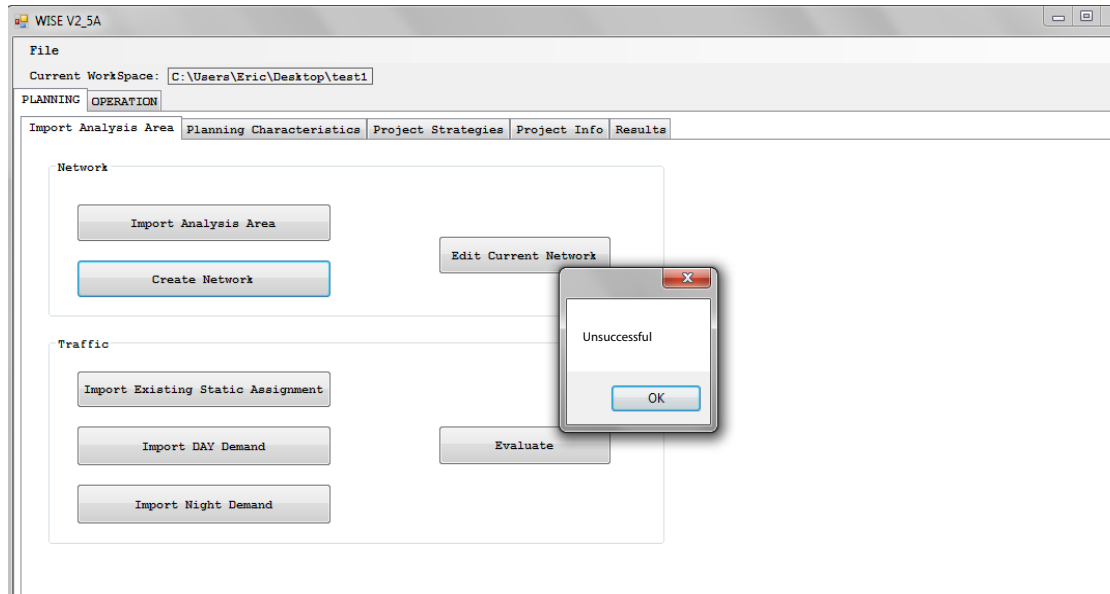 WISE V2_5A
File
Current WorkSpace: C:\Users\Eric\Desktop\test1
PLANNING OPERATION
Import Analysis Area Planning Characteristics Project Strategies Project Info Results
Network
Import Analysis Area
Edit Current Network
Create Network
Unsuccessful
OK
Traffic
Import Existing Static Assignment
Import DAY Demand
Evaluate
Import Night Demand